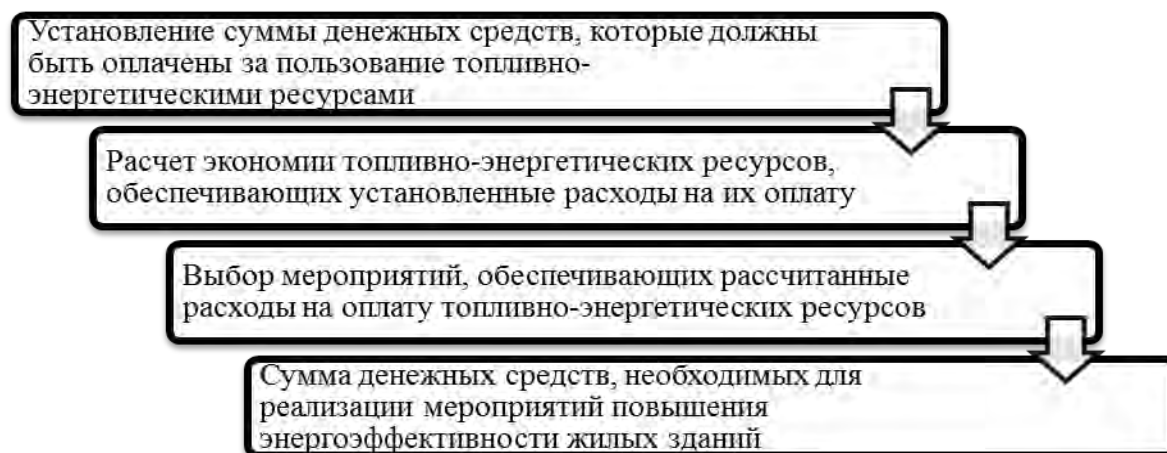 Установление суммы денежных средств, которые должны
быть оплачены за пользование топливно-
энергетическими ресурсами
Расчет экономии топливно-энергетических ресурсов,
обеспечивающих установленные расходы на их оплату
Выбор мероприятий, обеспечивающих рассчитанные
расходы на оплату топливно-энергетических ресурсов
Сумма денежных средств, необходимых для
реализации мероприятий повышения
энергоэффективности жилых зданий